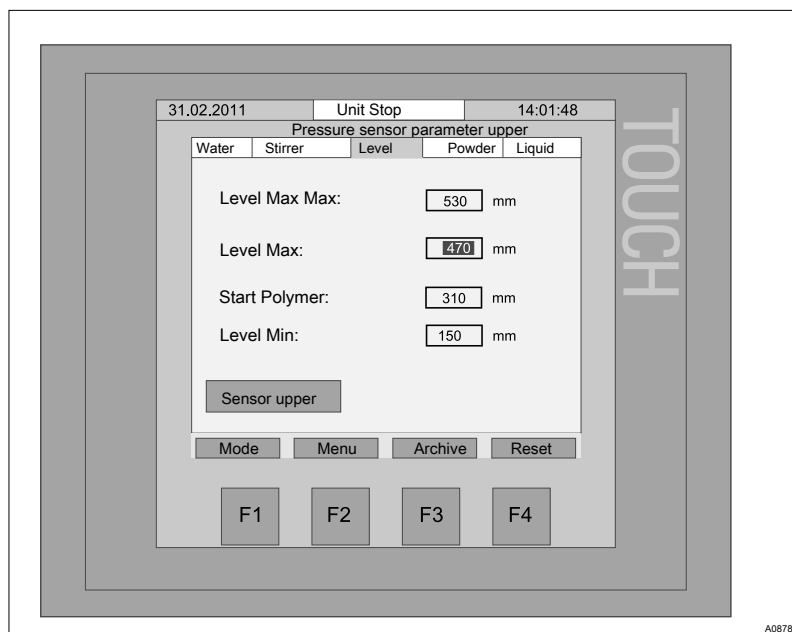 31.02.2011 Unit Stop 14:01:48
Pressure sensor parameter upper
Water Stirrer Level Powder Liquid
Level Max Max: 530 mm
Level Max: 470 mm
Start Polymer: 310 mm
Level Min: 150 mm
Sensor upper
Mode Menu Archive Reset
F1 F2 F3 F4
TOUCH
A0878